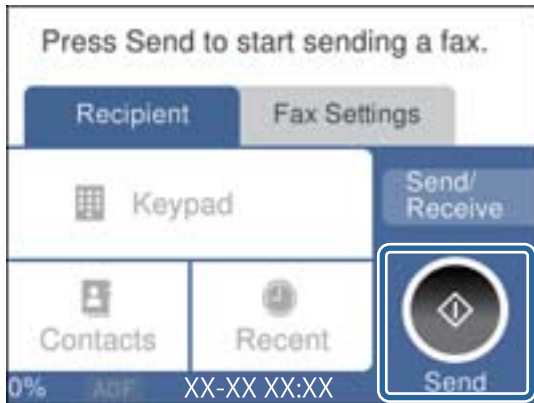 Press Send to start sending a fax.
Recipient
Fax Settings
Keypad
Send/
Receive
Contacts
Recent
Send
0%
ADF
XX-XX XX:XX